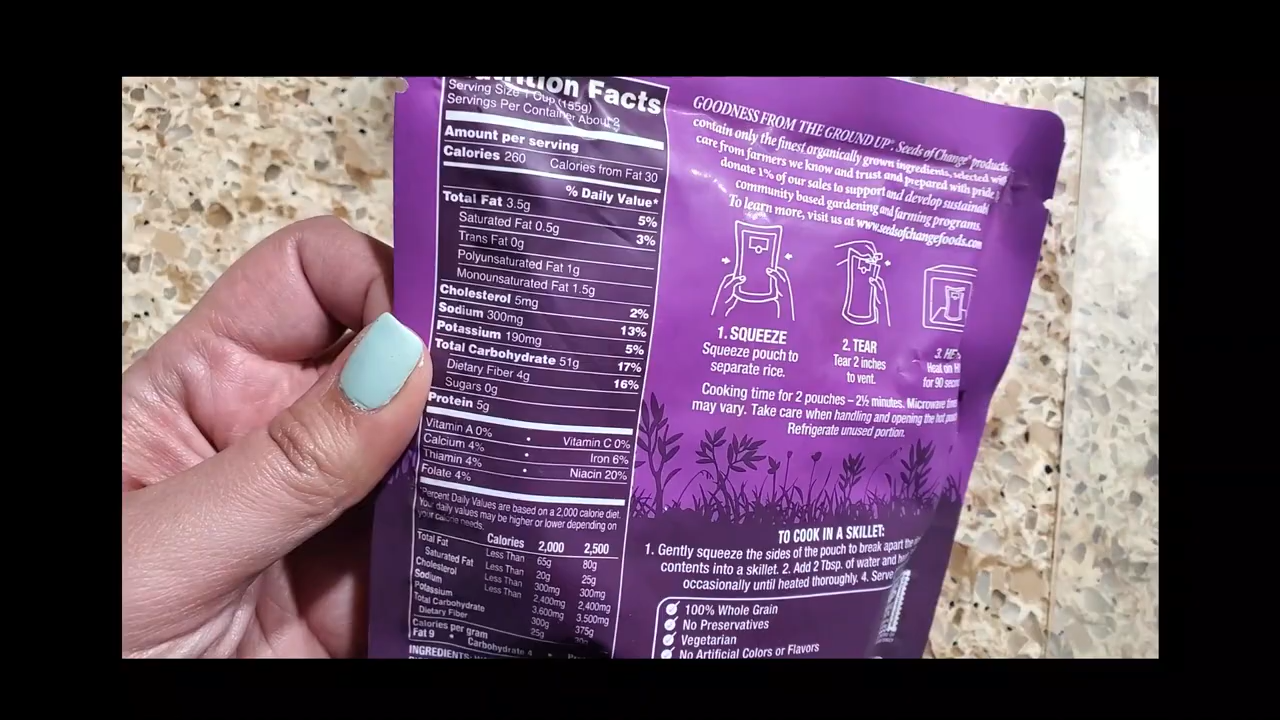 Nutrition Facts
Serving Size 1 Cup (155g)
Servings Per Container About 2
Amount per serving
Calories 260 Calories from Fat 30
% Daily Value*
Total Fat 3.5g 5%
Saturated Fat 0.5g 3%
Trans Fat 0g
Polyunsaturated Fat 1g
Monounsaturated Fat 1.5g
Cholesterol 5mg 2%
Sodium 300mg 13%
Potassium 190mg 5%
Total Carbohydrate 51g 17%
Dietary Fiber 4g 16%
Sugars 0g
Protein 5g
Vitamin A 0% • Vitamin C 0%
Calcium 4% • Iron 6%
Thiamin 4% • Niacin 20%
Folate 4%
*Percent Daily Values are based on a 2,000 calorie diet.
Your daily values may be higher or lower depending on
your calorie needs.
Calories 2,000 2,500
Total Fat Less Than 65g 80g
Saturated Fat Less Than 20g 25g
Cholesterol Less Than 300mg 300mg
Sodium Less Than 2,400mg 2,400mg
Potassium 3,600mg 3,500mg
Total Carbohydrate 300g 375g
Dietary Fiber 25g
Calories per gram
Fat 9 • Carbohydrate 4 •
INGREDIENTS:
GOODNESS FROM THE GROUND UP®. Seeds of Change® products
contain only the finest organically grown ingredients, selected with
care from farmers we know and trust and prepared with pride
donate 1% of our sales to support and develop sustainabl
community based gardening and farming programs.
To learn more, visit us at www.seedsofchangefoods.com
1. SQUEEZE
Squeeze pouch to
separate rice.
2. TEAR
Tear 2 inches
to vent.
3. HE
Heat on HI
for 90 second
Cooking time for 2 pouches – 2½ minutes. Microwave time
may vary. Take care when handling and opening the hot pouc
Refrigerate unused portion.
TO COOK IN A SKILLET:
1. Gently squeeze the sides of the pouch to break apart the
contents into a skillet. 2. Add 2 Tbsp. of water and
occasionally until heated thoroughly. 4. Serve
100% Whole Grain
No Preservatives
Vegetarian
No Artificial Colors or Flavors